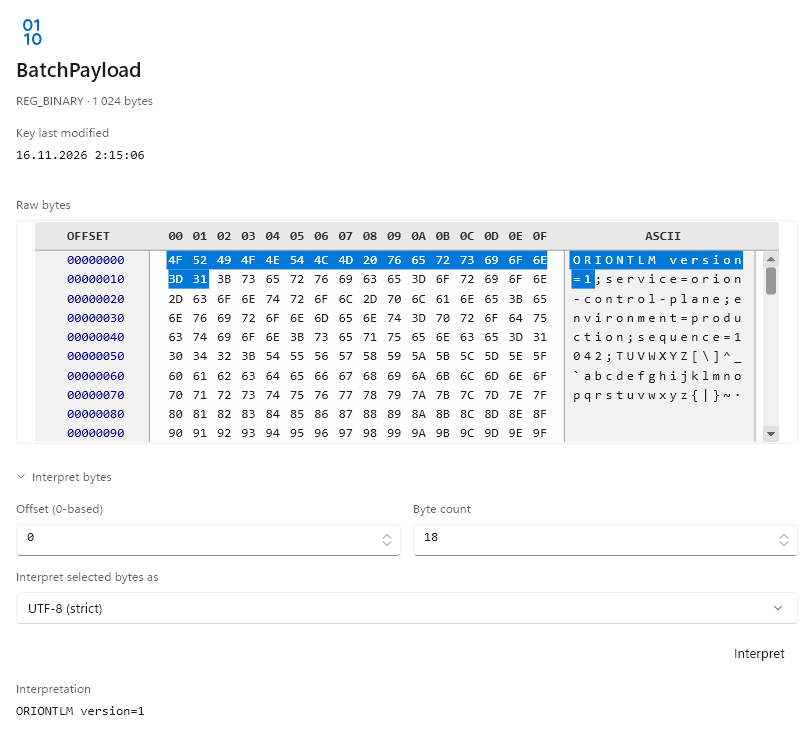 01
10
BatchPayload
REG_BINARY · 1 024 bytes
Key last modified
16.11.2026 2:15:06
Raw bytes
OFFSET 00 01 02 03 04 05 06 07 08 09 0A 0B 0C 0D 0E 0F ASCII
00000000 4F 52 49 4F 4E 54 4C 4D 20 76 65 72 73 69 6F 6E ORIONTLM version
00000010 3D 31 3B 73 65 72 76 69 63 65 3D 6F 72 69 6F 6E =1;service=orion
00000020 2D 63 6F 6E 74 72 6F 6C 2D 70 6C 61 6E 65 3B 65 -control-plane;e
00000030 6E 76 69 72 6F 6E 6D 65 6E 74 3D 70 72 6F 64 75 nvironment=produ
00000040 63 74 69 6F 6E 3B 73 65 71 75 65 6E 63 65 3D 31 ction;sequence=1
00000050 30 34 32 3B 54 55 56 57 58 59 5A 5B 5C 5D 5E 5F 042;TUVWXYZ[\]^_
00000060 60 61 62 63 64 65 66 67 68 69 6A 6B 6C 6D 6E 6F `abcdefghijklmno
00000070 70 71 72 73 74 75 76 77 78 79 7A 7B 7C 7D 7E 7F pqrstuvwxyz{|}~·
00000080 80 81 82 83 84 85 86 87 88 89 8A 8B 8C 8D 8E 8F
00000090 90 91 92 93 94 95 96 97 98 99 9A 9B 9C 9D 9E 9F
Interpret bytes
Offset (0-based) Byte count
0 18
Interpret selected bytes as
UTF-8 (strict)
Interpret
Interpretation
ORIONTLM version=1